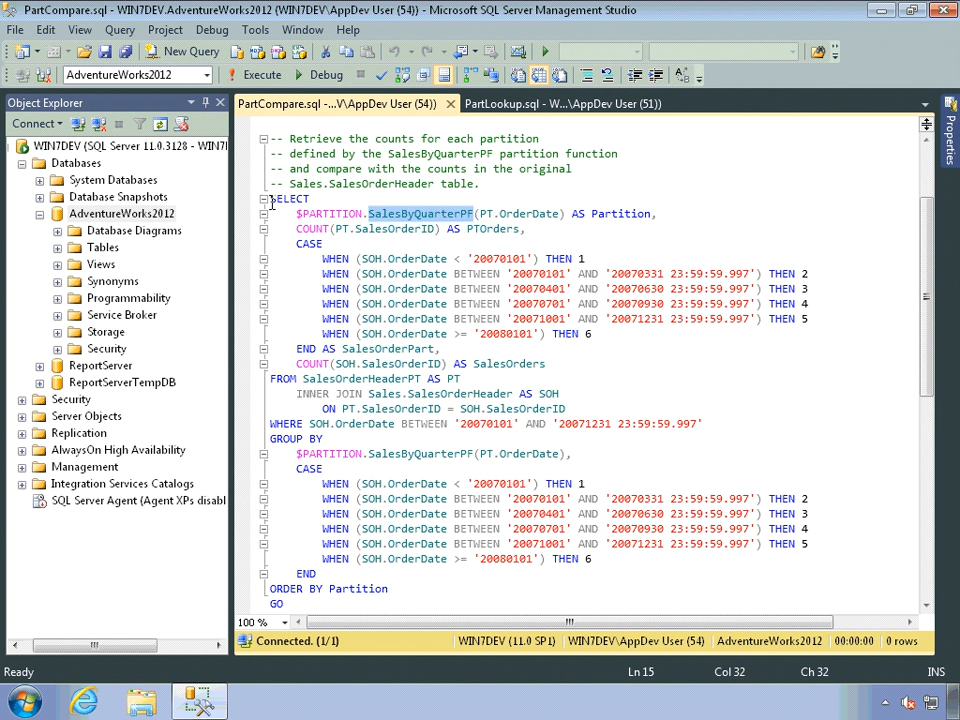 PartCompare.sql - WIN7DEV.AdventureWorks2012 (WIN7DEV\AppDev User (54)) - Microsoft SQL Server Management Studio
File Edit View Query Project Debug Tools Window Help
New Query
AdventureWorks2012 ! Execute Debug
Object Explorer
Connect
WIN7DEV (SQL Server 11.0.3128 - WIN7
Databases
System Databases
Database Snapshots
AdventureWorks2012
Database Diagrams
Tables
Views
Synonyms
Programmability
Service Broker
Storage
Security
ReportServer
ReportServerTempDB
Security
Server Objects
Replication
AlwaysOn High Availability
Management
Integration Services Catalogs
SQL Server Agent (Agent XPs disabl
PartCompare.sql -...V\AppDev User (54)) PartLookup.sql - W...\AppDev User (51))
-- Retrieve the counts for each partition
-- defined by the SalesByQuarterPF partition function
-- and compare with the counts in the original
-- Sales.SalesOrderHeader table.
SELECT
$PARTITION.SalesByQuarterPF(PT.OrderDate) AS Partition,
COUNT(PT.SalesOrderID) AS PTOrders,
CASE
WHEN (SOH.OrderDate < '20070101') THEN 1
WHEN (SOH.OrderDate BETWEEN '20070101' AND '20070331 23:59:59.997') THEN 2
WHEN (SOH.OrderDate BETWEEN '20070401' AND '20070630 23:59:59.997') THEN 3
WHEN (SOH.OrderDate BETWEEN '20070701' AND '20070930 23:59:59.997') THEN 4
WHEN (SOH.OrderDate BETWEEN '20071001' AND '20071231 23:59:59.997') THEN 5
WHEN (SOH.OrderDate >= '20080101') THEN 6
END AS SalesOrderPart,
COUNT(SOH.SalesOrderID) AS SalesOrders
FROM SalesOrderHeaderPT AS PT
INNER JOIN Sales.SalesOrderHeader AS SOH
ON PT.SalesOrderID = SOH.SalesOrderID
WHERE SOH.OrderDate BETWEEN '20070101' AND '20071231 23:59:59.997'
GROUP BY
$PARTITION.SalesByQuarterPF(PT.OrderDate),
CASE
WHEN (SOH.OrderDate < '20070101') THEN 1
WHEN (SOH.OrderDate BETWEEN '20070101' AND '20070331 23:59:59.997') THEN 2
WHEN (SOH.OrderDate BETWEEN '20070401' AND '20070630 23:59:59.997') THEN 3
WHEN (SOH.OrderDate BETWEEN '20070701' AND '20070930 23:59:59.997') THEN 4
WHEN (SOH.OrderDate BETWEEN '20071001' AND '20071231 23:59:59.997') THEN 5
WHEN (SOH.OrderDate >= '20080101') THEN 6
END
ORDER BY Partition
GO
100 %
Connected. (1/1) WIN7DEV (11.0 SP1) WIN7DEV\AppDev User (54) AdventureWorks2012 00:00:00 0 rows
Properties
Ready Ln 15 Col 32 Ch 32 INS